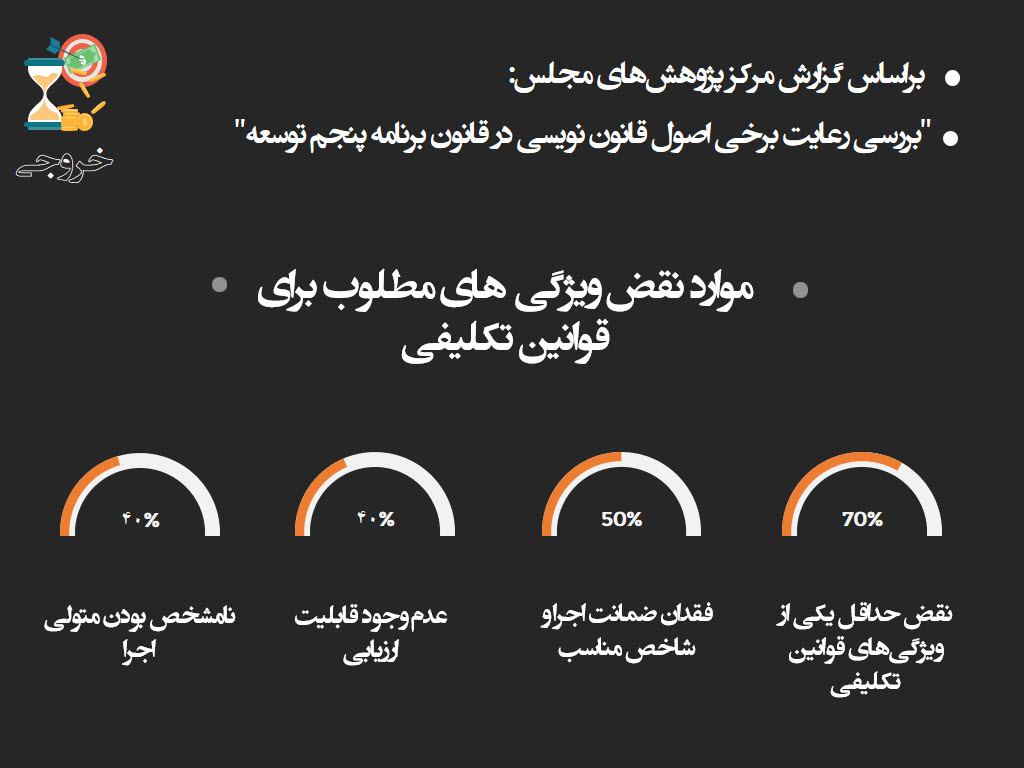 خروجی
براساس گزارش مرکز پژوهش‌های مجلس:
"بررسی رعایت برخی اصول قانون نویسی در قانون برنامه پنجم توسعه"
موارد نقض ویژگی های مطلوب برای
قوانین تکلیفی
70%
50%
۴۰%
۴۰%
نقض حداقل یکی از
ویژگی‌های قوانین
تکلیفی
فقدان ضمانت اجرا و
شاخص مناسب
عدم وجود قابلیت
ارزیابی
نامشخص بودن متولی
اجرا